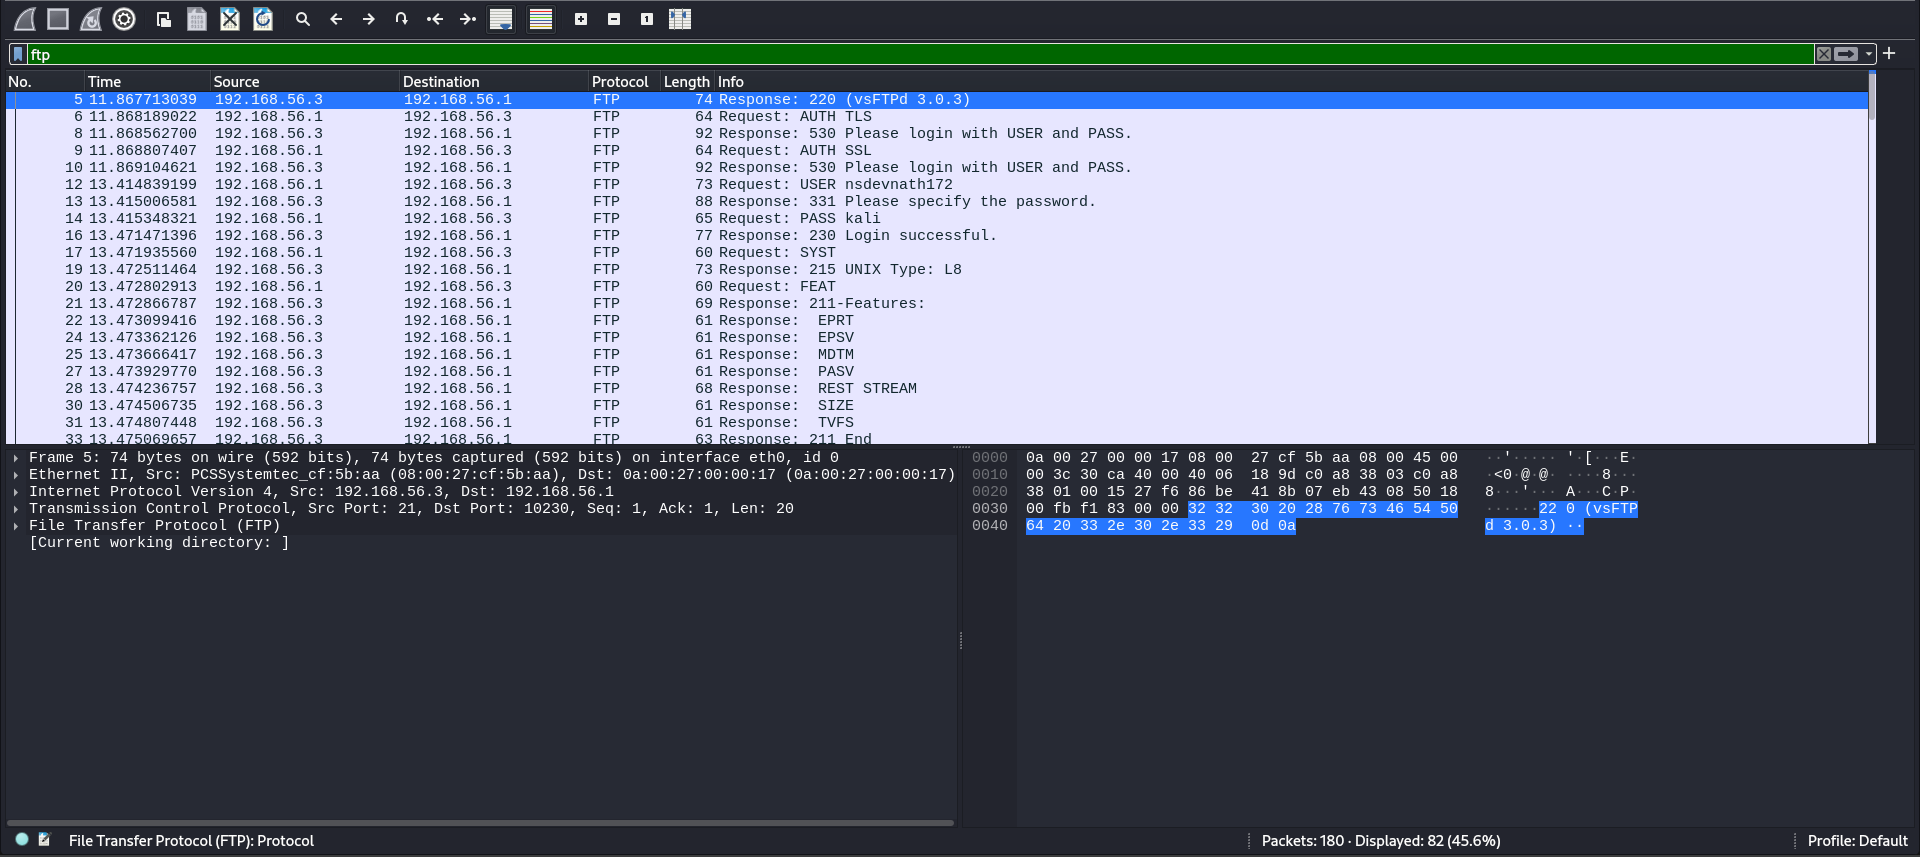 ftp
No. Time Source Destination Protocol Length Info
5 11.867713039 192.168.56.3 192.168.56.1 FTP 74 Response: 220 (vsFTPd 3.0.3)
6 11.868189022 192.168.56.1 192.168.56.3 FTP 64 Request: AUTH TLS
8 11.868562700 192.168.56.3 192.168.56.1 FTP 92 Response: 530 Please login with USER and PASS.
9 11.868807407 192.168.56.1 192.168.56.3 FTP 64 Request: AUTH SSL
10 11.869104621 192.168.56.3 192.168.56.1 FTP 92 Response: 530 Please login with USER and PASS.
12 13.414839199 192.168.56.1 192.168.56.3 FTP 73 Request: USER nsdevnath172
13 13.415006581 192.168.56.3 192.168.56.1 FTP 88 Response: 331 Please specify the password.
14 13.415348321 192.168.56.1 192.168.56.3 FTP 65 Request: PASS kali
16 13.471471396 192.168.56.3 192.168.56.1 FTP 77 Response: 230 Login successful.
17 13.471935560 192.168.56.1 192.168.56.3 FTP 60 Request: SYST
19 13.472511464 192.168.56.3 192.168.56.1 FTP 73 Response: 215 UNIX Type: L8
20 13.472802913 192.168.56.1 192.168.56.3 FTP 60 Request: FEAT
21 13.472866787 192.168.56.3 192.168.56.1 FTP 69 Response: 211-Features:
22 13.473099416 192.168.56.3 192.168.56.1 FTP 61 Response:  EPRT
24 13.473362126 192.168.56.3 192.168.56.1 FTP 61 Response:  EPSV
25 13.473666417 192.168.56.3 192.168.56.1 FTP 61 Response:  MDTM
27 13.473929770 192.168.56.3 192.168.56.1 FTP 61 Response:  PASV
28 13.474236757 192.168.56.3 192.168.56.1 FTP 68 Response:  REST STREAM
30 13.474506735 192.168.56.3 192.168.56.1 FTP 61 Response:  SIZE
31 13.474807448 192.168.56.3 192.168.56.1 FTP 61 Response:  TVFS
33 13.475069657 192.168.56.3 192.168.56.1 FTP 63 Response: 211 End
Frame 5: 74 bytes on wire (592 bits), 74 bytes captured (592 bits) on interface eth0, id 0
Ethernet II, Src: PCSSystemtec_cf:5b:aa (08:00:27:cf:5b:aa), Dst: 0a:00:27:00:00:17 (0a:00:27:00:00:17)
Internet Protocol Version 4, Src: 192.168.56.3, Dst: 192.168.56.1
Transmission Control Protocol, Src Port: 21, Dst Port: 10230, Seq: 1, Ack: 1, Len: 20
File Transfer Protocol (FTP)
[Current working directory: ]
0000 0a 00 27 00 00 17 08 00 27 cf 5b aa 08 00 45 00 ··'····· '·[···E·
0010 00 3c 30 ca 40 00 40 06 18 9d c0 a8 38 03 c0 a8 ·<0·@·@· ····8···
0020 38 01 00 15 27 f6 86 be 41 8b 07 eb 43 08 50 18 8···'··· A···C·P·
0030 00 fb f1 83 00 00 32 32 30 20 28 76 73 46 54 50 ······22 0 (vsFTP
0040 64 20 33 2e 30 2e 33 29 0d 0a d 3.0.3) ··
File Transfer Protocol (FTP): Protocol
Packets: 180 · Displayed: 82 (45.6%)
Profile: Default